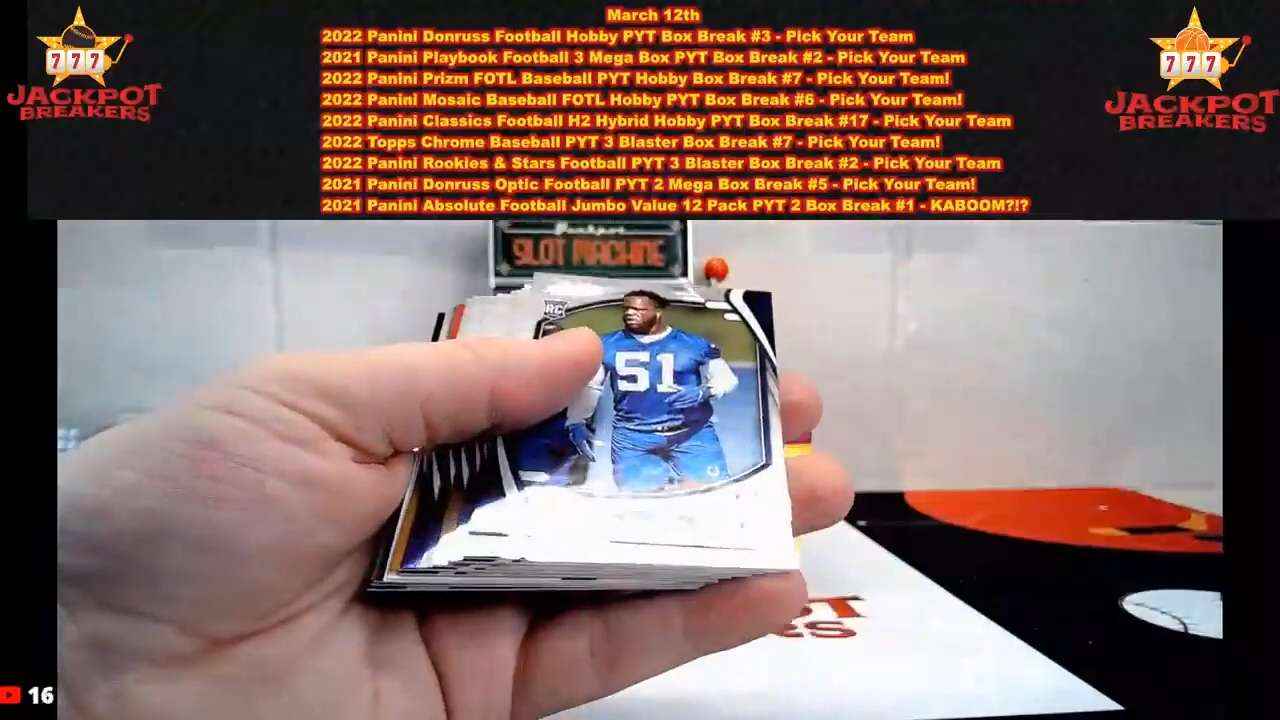 March 12th
2022 Panini Donruss Football Hobby PYT Box Break #3 - Pick Your Team
2021 Panini Playbook Football 3 Mega Box PYT Box Break #2 - Pick Your Team
2022 Panini Prizm FOTL Baseball PYT Hobby Box Break #7 - Pick Your Team!
2022 Panini Mosaic Baseball FOTL Hobby PYT Box Break #6 - Pick Your Team!
2022 Panini Classics Football H2 Hybrid Hobby PYT Box Break #17 - Pick Your Team
2022 Topps Chrome Baseball PYT 3 Blaster Box Break #7 - Pick Your Team!
2022 Panini Rookies & Stars Football PYT 3 Blaster Box Break #2 - Pick Your Team
2021 Panini Donruss Optic Football PYT 2 Mega Box Break #5 - Pick Your Team!
2021 Panini Absolute Football Jumbo Value 12 Pack PYT 2 Box Break #1 - KABOOM?!?
777
JACKPOT
BREAKERS
777
JACKPOT
BREAKERS
Jackpot
SLOT MACHINE
RC
51
16